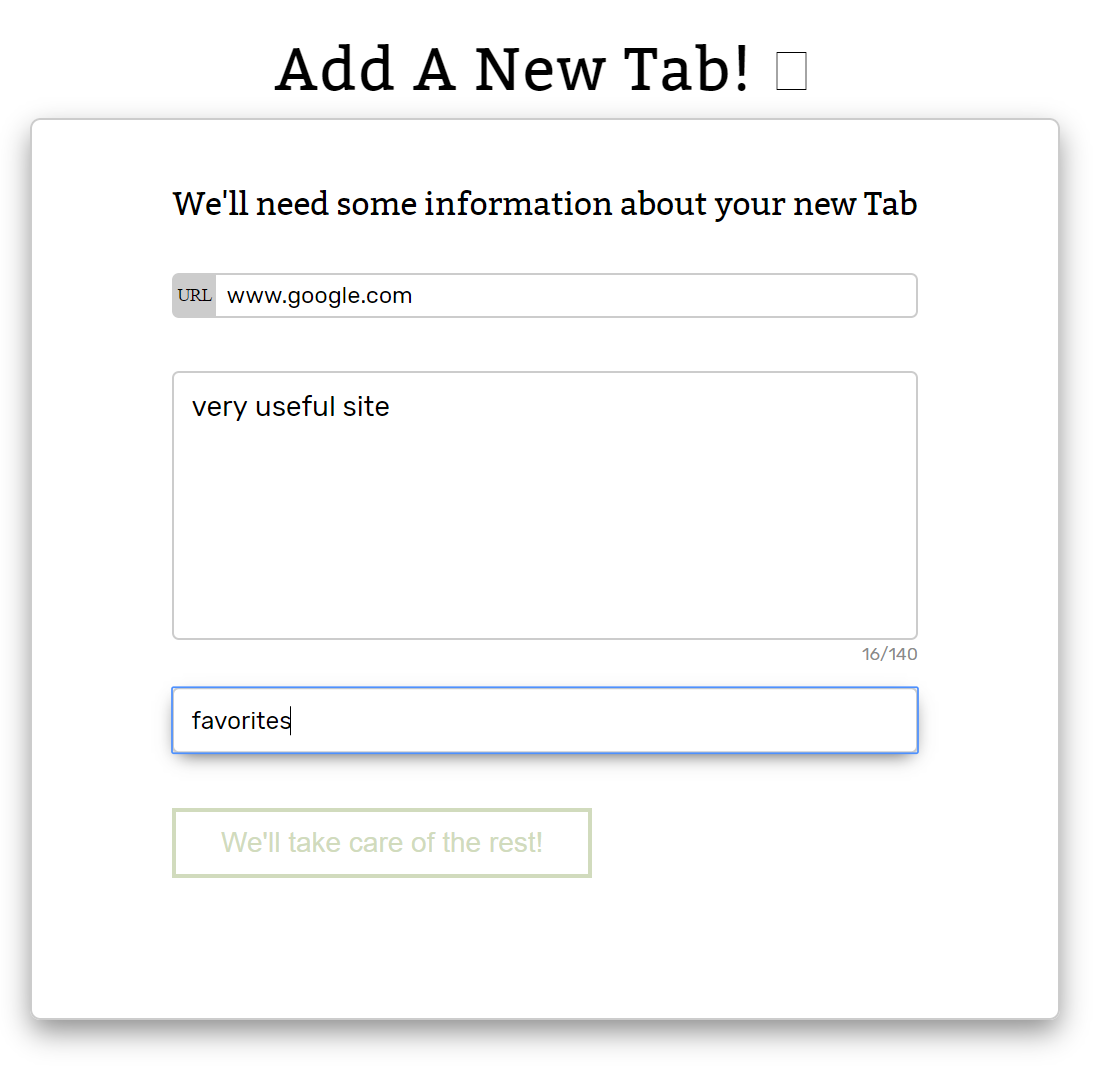 Add A New Tab!
We'll need some information about your new Tab
URL www.google.com
very useful site
16/140
favorites
We'll take care of the rest!